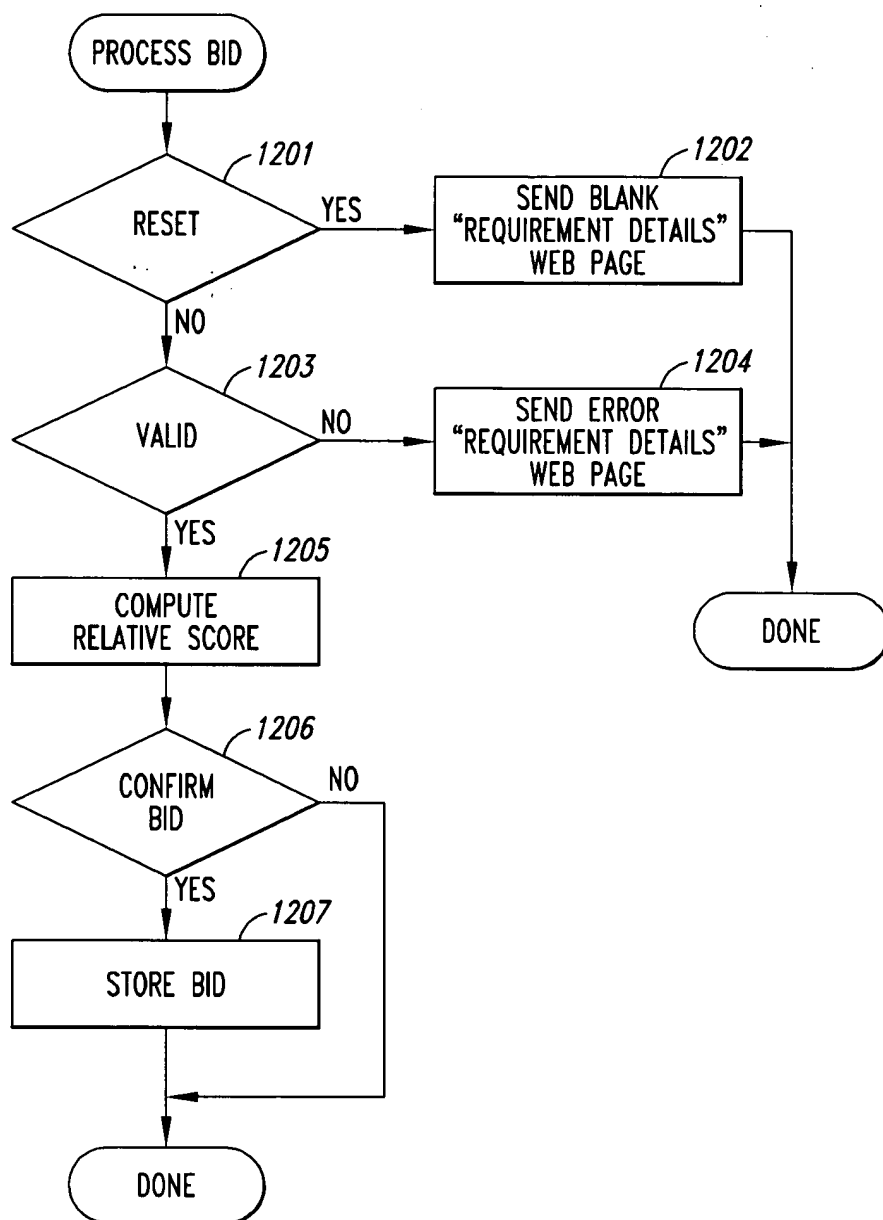 PROCESS BID
1201
RESET
YES
NO
1202
SEND BLANK
“REQUIREMENT DETAILS”
WEB PAGE
1203
VALID
NO
YES
1204
SEND ERROR
“REQUIREMENT DETAILS”
WEB PAGE
1205
COMPUTE
RELATIVE SCORE
DONE
1206
CONFIRM
BID
NO
YES
1207
STORE BID
DONE